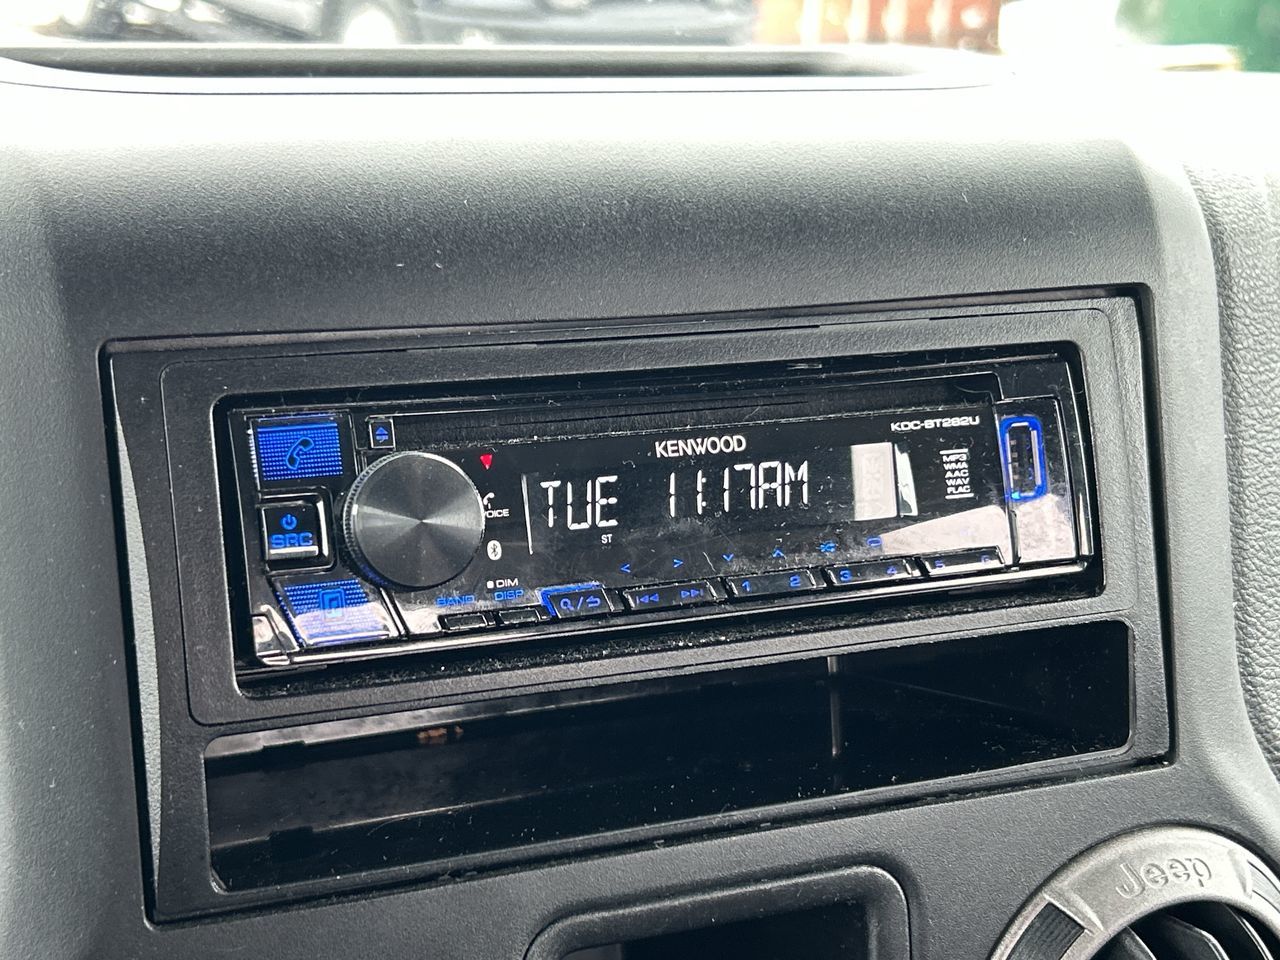 KENWOOD
KDC-BT282U
TUE 11:17AM
ST
MP3
WMA
AAC
WAV
FLAC
VOICE
SRC
DIM
BAND DISP
1 2 3 4 5 6
Jeep